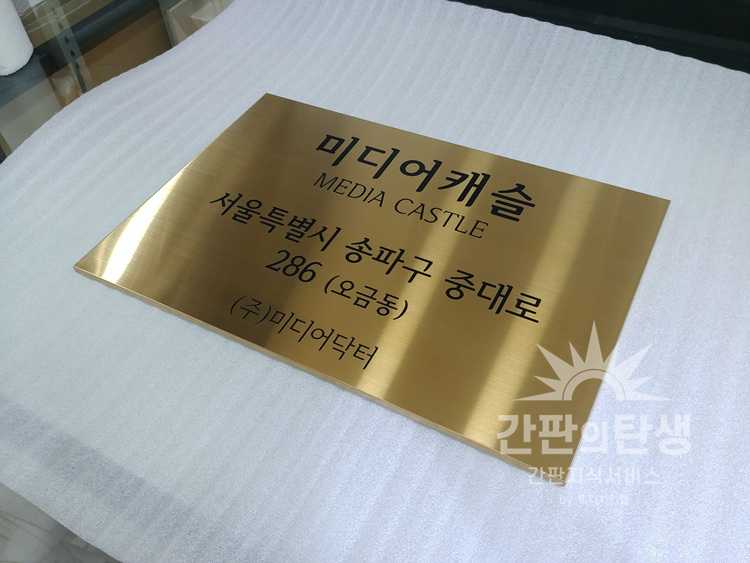 미디어캐슬
MEDIA CASTLE
서울특별시 송파구 중대로
286 (오금동)
(주)미디어닥터
간판의탄생
간판지식서비스
by